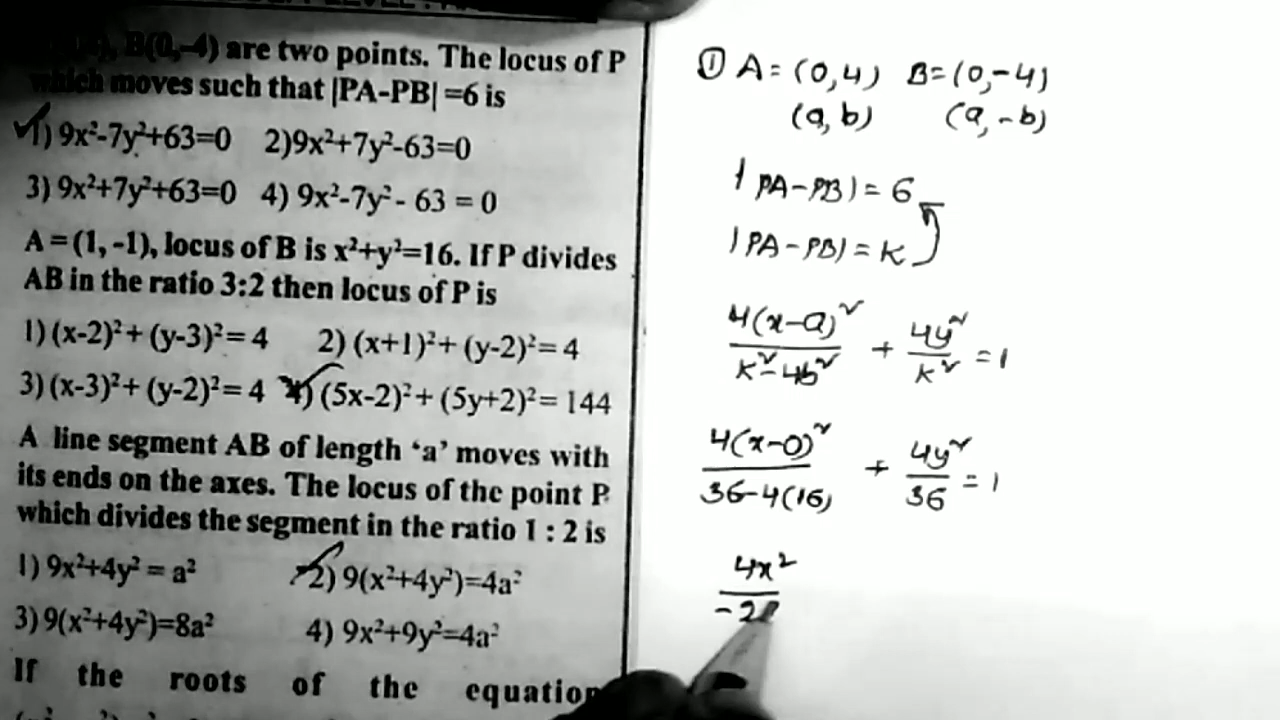 B(0,-4) are two points. The locus of P
which moves such that |PA-PB| =6 is
1) 9x²-7y²+63=0 2)9x²+7y²-63=0
3) 9x²+7y²+63=0 4) 9x²-7y²- 63 = 0
A = (1, -1), locus of B is x²+y²=16. If P divides
AB in the ratio 3:2 then locus of P is
1) (x-2)²+ (y-3)²= 4 2) (x+1)²+ (y-2)²= 4
3) (x-3)²+ (y-2)²= 4 4) (5x-2)²+ (5y+2)²= 144
A line segment AB of length ‘a’ moves with
its ends on the axes. The locus of the point P
which divides the segment in the ratio 1 : 2 is
1) 9x²+4y² = a² 2) 9(x²+4y²)=4a²
3) 9(x²+4y²)=8a² 4) 9x²+9y²=4a²
If the roots of the equation
① A = (0,4) B = (0,-4)
(a, b) (a, -b)
|PA-PB| = 6
|PA-PB| = K
4(x-a)²/K²-4b² + 4y²/K² = 1
4(x-0)²/36-4(16) + 4y²/36 = 1
4x²/-2